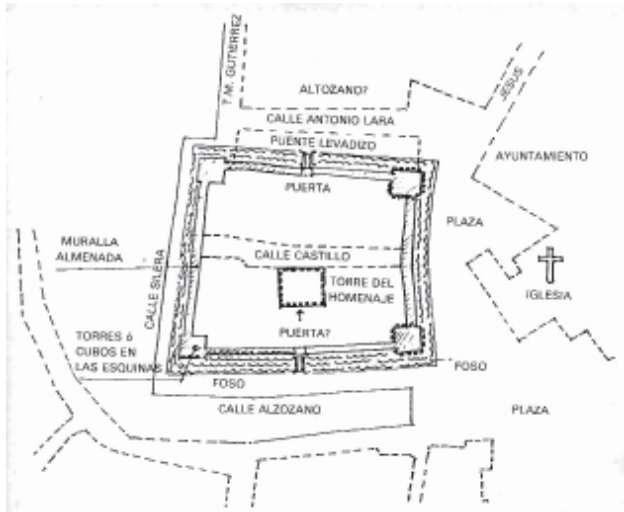 ? M. GUTIERREZ
JESUS
ALTOZANO?
CALLE ANTONIO LARA
PUENTE LEVADIZO
AYUNTAMIENTO
PUERTA
PLAZA
MURALLA
ALMENADA
CALLE SILERA
CALLE CASTILLO
TORRE DEL
HOMENAJE
IGLESIA
PUERTA?
TORRES ó
CUBOS EN
LAS ESQUINAS
FOSO
FOSO
CALLE ALZOZANO
PLAZA